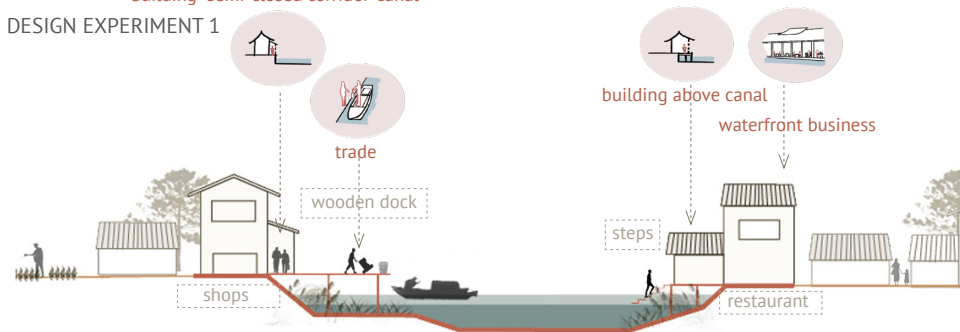 DESIGN EXPERIMENT 1
building above canal
waterfront business
trade
wooden dock
steps
shops
restaurant